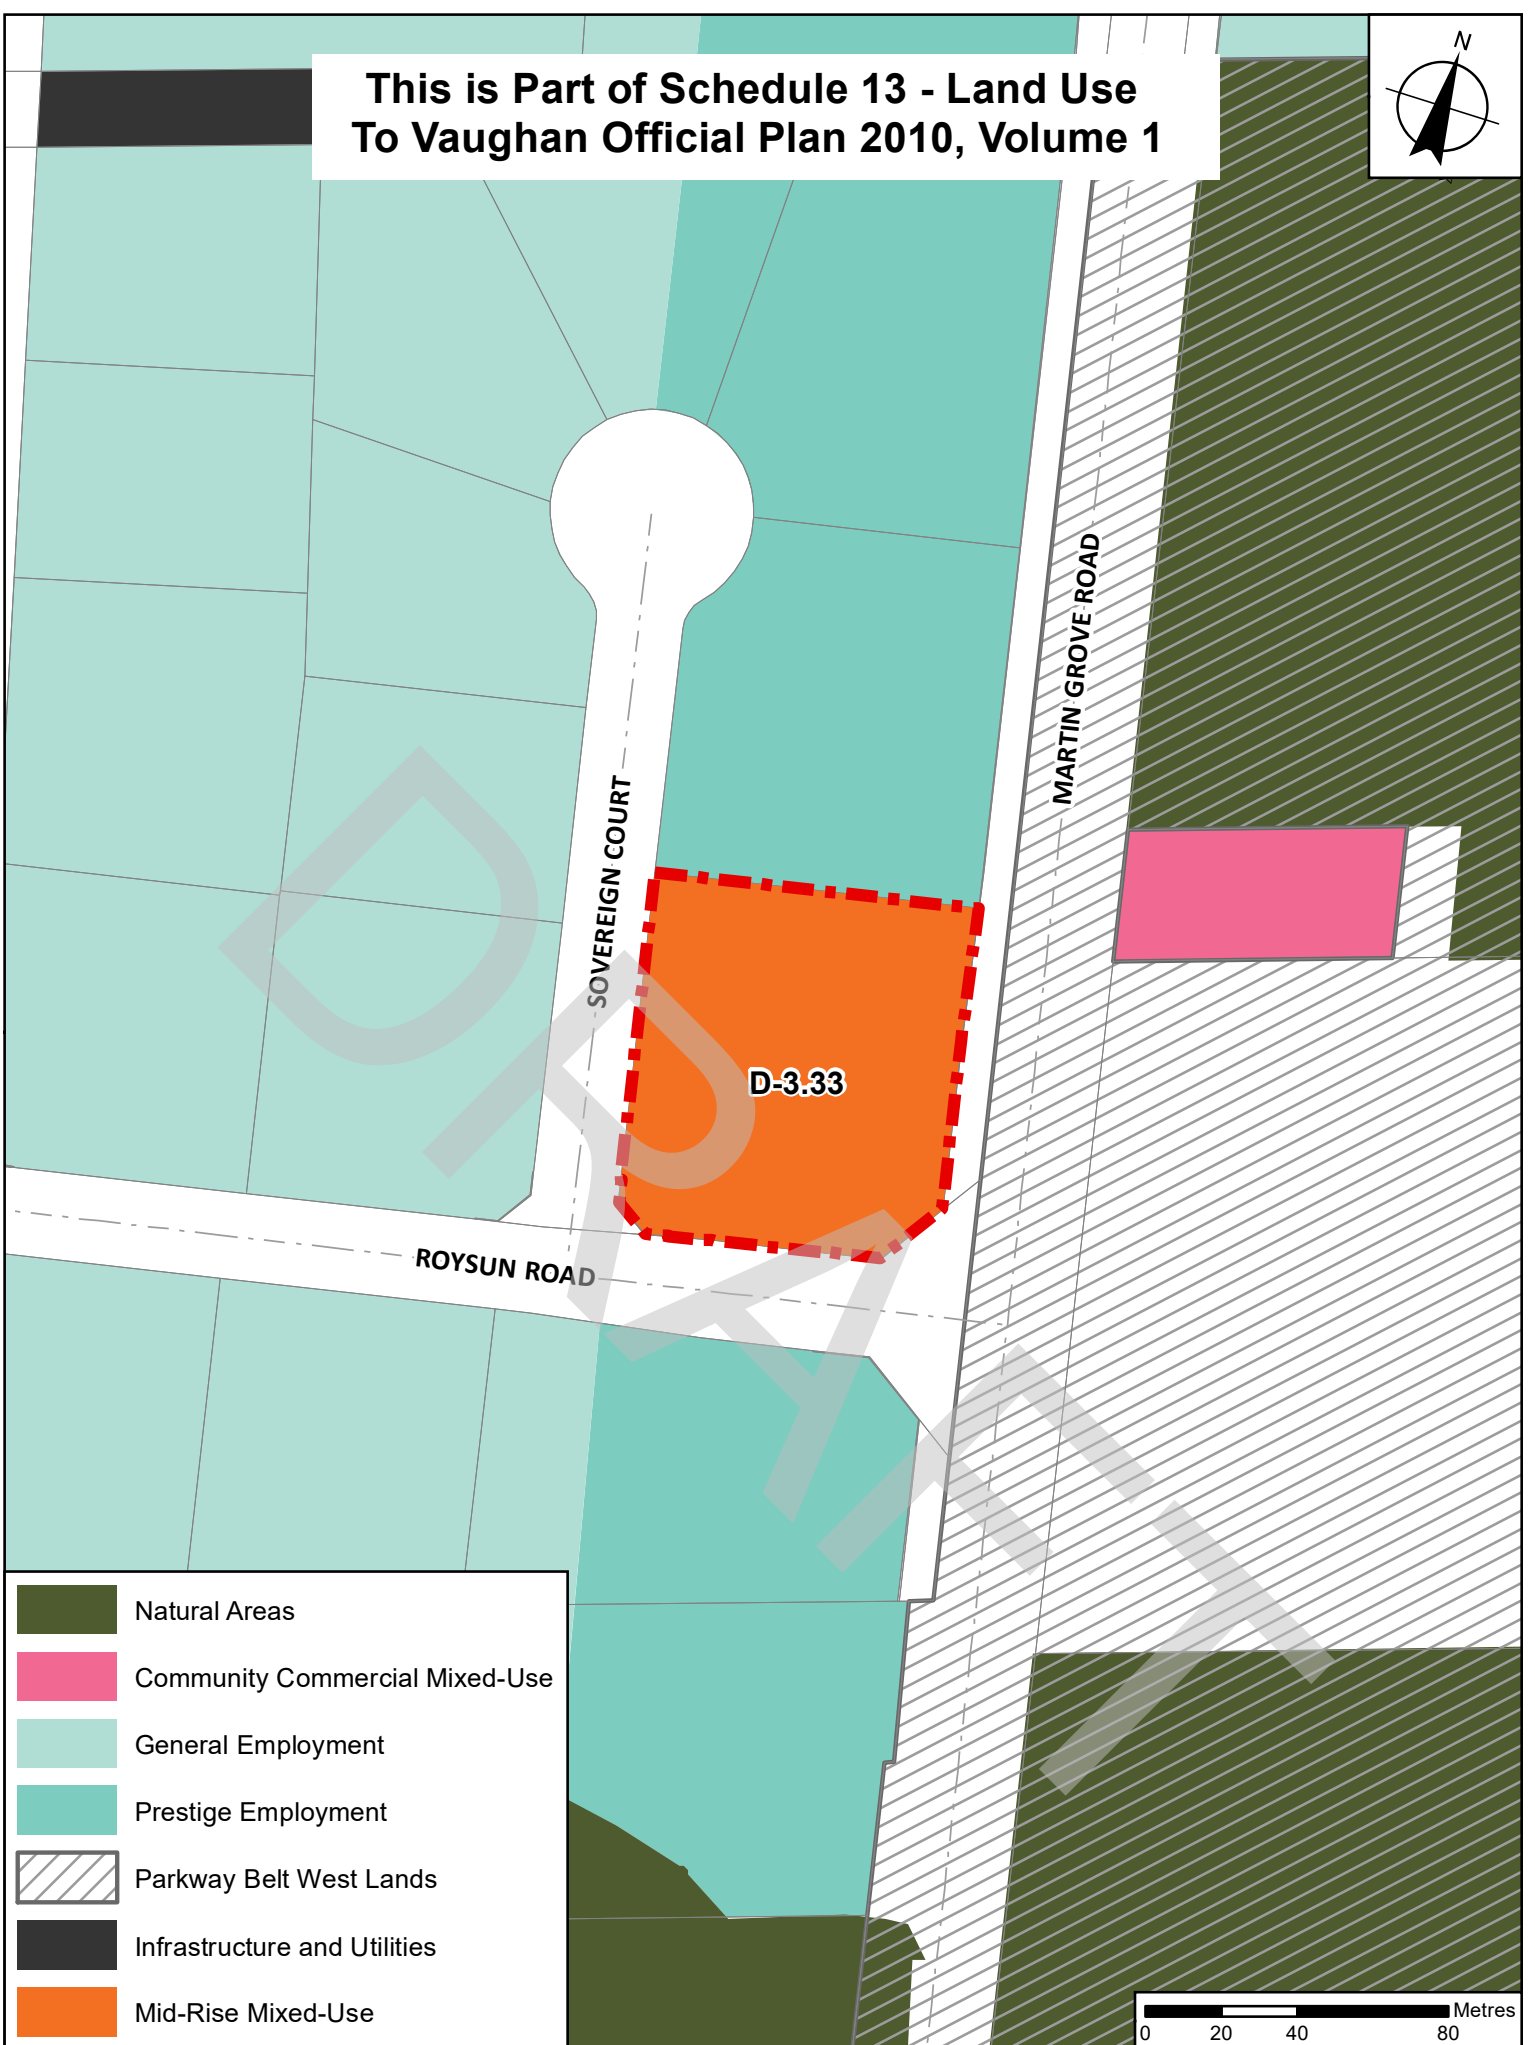 This is Part of Schedule 13 - Land Use
To Vaughan Official Plan 2010, Volume 1
N
MARTIN GROVE ROAD
SOVEREIGN COURT
D-3.33
ROYSUN ROAD
DRAFT
Natural Areas
Community Commercial Mixed-Use
General Employment
Prestige Employment
Parkway Belt West Lands
Infrastructure and Utilities
Mid-Rise Mixed-Use
Metres
0 20 40 80